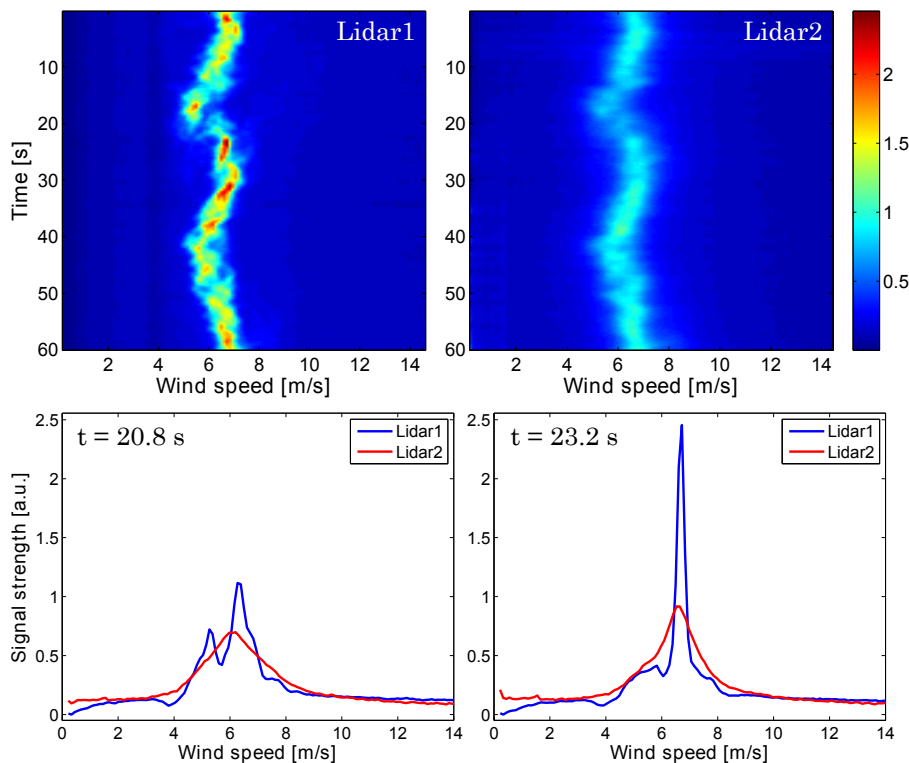 Lidar1
Lidar2
Time [s]
10
20
30
40
50
60
2 4 6 8 10 12 14
Wind speed [m/s]
2 4 6 8 10 12 14
Wind speed [m/s]
2
1.5
1
0.5
t = 20.8 s
Lidar1
Lidar2
Signal strength [a.u.]
2.5
2
1.5
1
0.5
0
0 2 4 6 8 10 12 14
Wind speed [m/s]
t = 23.2 s
Lidar1
Lidar2
2.5
2
1.5
1
0.5
0
0 2 4 6 8 10 12 14
Wind speed [m/s]